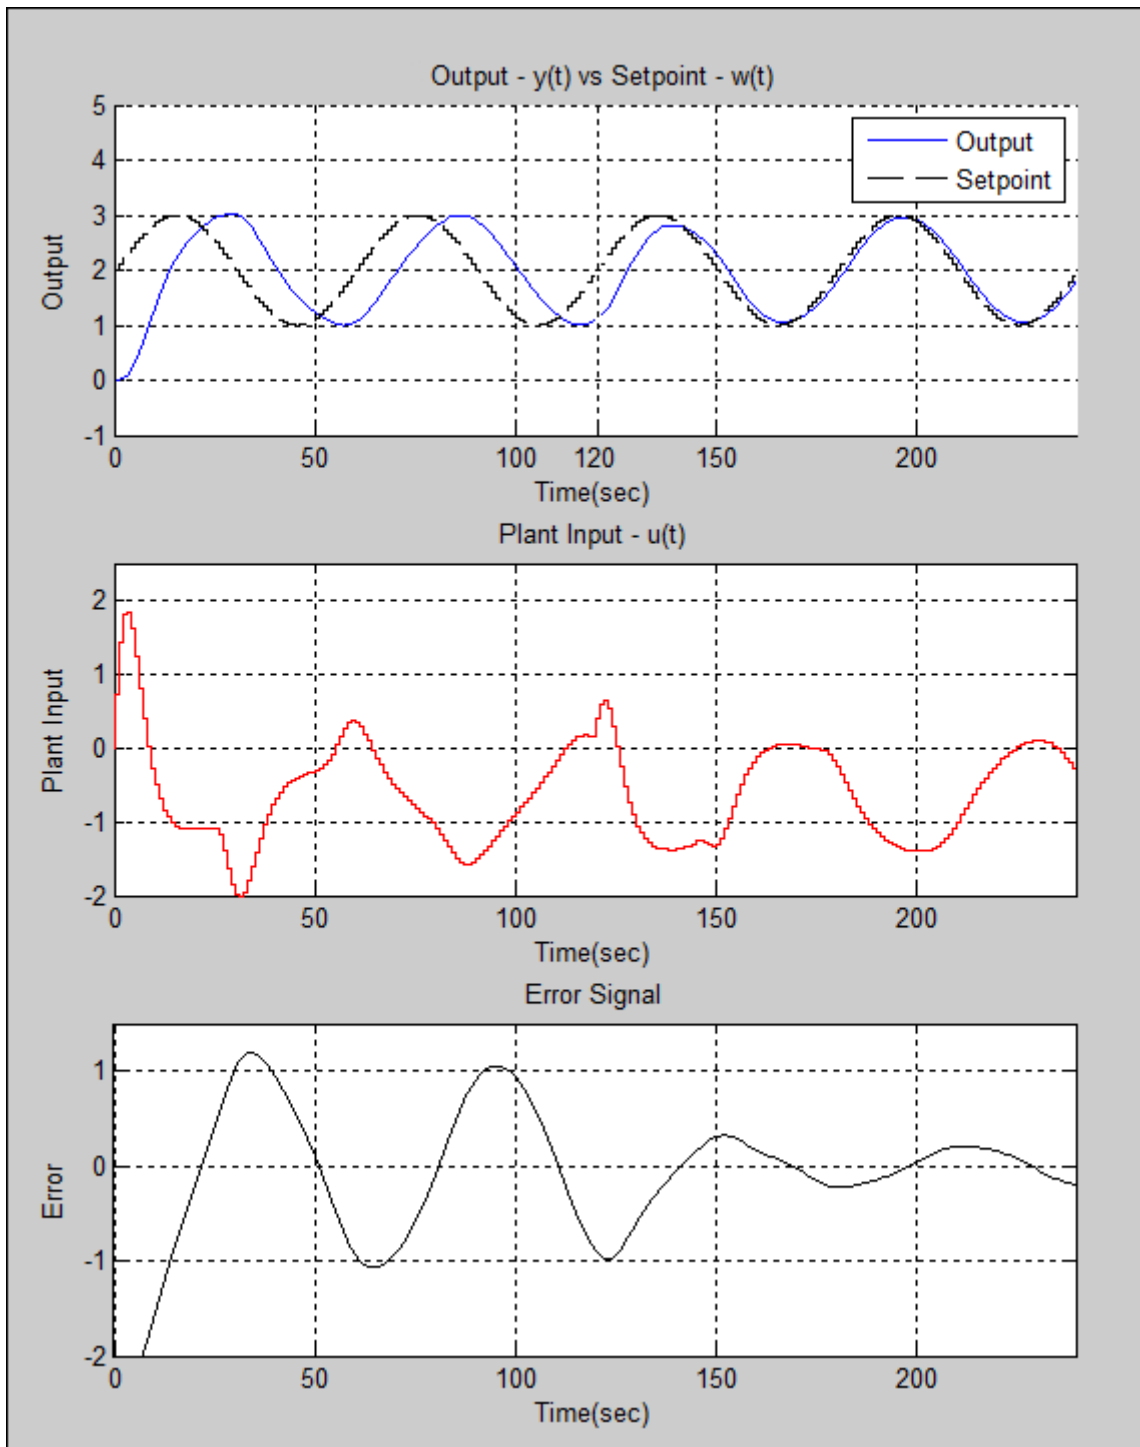 Output - y(t) vs Setpoint - w(t)
5
4
3
2
1
0
-1
Output
Output
Setpoint
0 50 100 120 150 200
Time(sec)
Plant Input - u(t)
2
1
0
-1
-2
Plant Input
0 50 100 150 200
Time(sec)
Error Signal
1
0
-1
-2
Error
0 50 100 150 200
Time(sec)